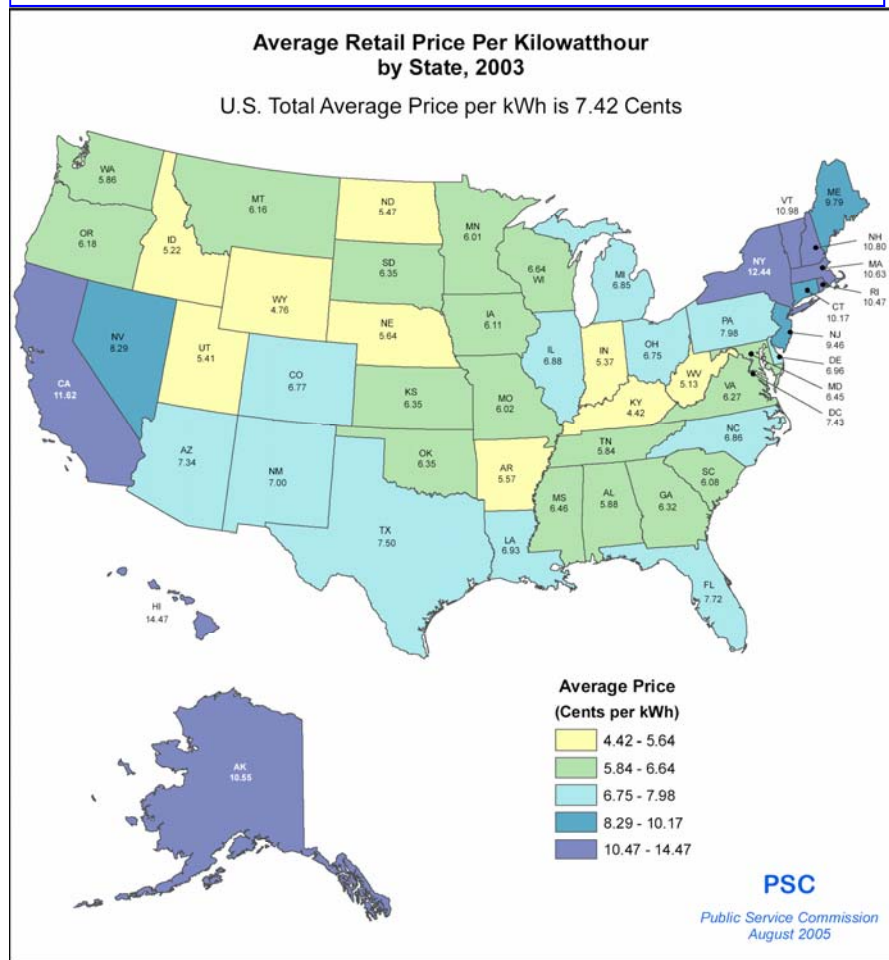 Average Retail Price Per Kilowatthour
by State, 2003
U.S. Total Average Price per kWh is 7.42 Cents
WA
5.86
OR
6.18
CA
11.62
NV
8.29
ID
5.22
MT
6.16
WY
4.76
UT
5.41
AZ
7.34
CO
6.77
NM
7.00
ND
5.47
SD
6.35
NE
5.64
KS
6.35
OK
6.35
TX
7.50
MN
6.01
IA
6.11
MO
6.02
AR
5.57
LA
6.93
6.64
WI
IL
6.88
MI
6.85
IN
5.37
OH
6.75
KY
4.42
TN
5.84
MS
6.46
AL
5.88
GA
6.32
FL
7.72
SC
6.08
NC
6.86
VA
6.27
WV
5.13
PA
7.98
NY
12.44
VT
10.98
ME
9.79
NH
10.80
MA
10.63
RI
10.47
CT
10.17
NJ
9.46
DE
6.96
MD
6.45
DC
7.43
HI
14.47
AK
10.55
Average Price
(Cents per kWh)
4.42 - 5.64
5.84 - 6.64
6.75 - 7.98
8.29 - 10.17
10.47 - 14.47
PSC
Public Service Commission
August 2005